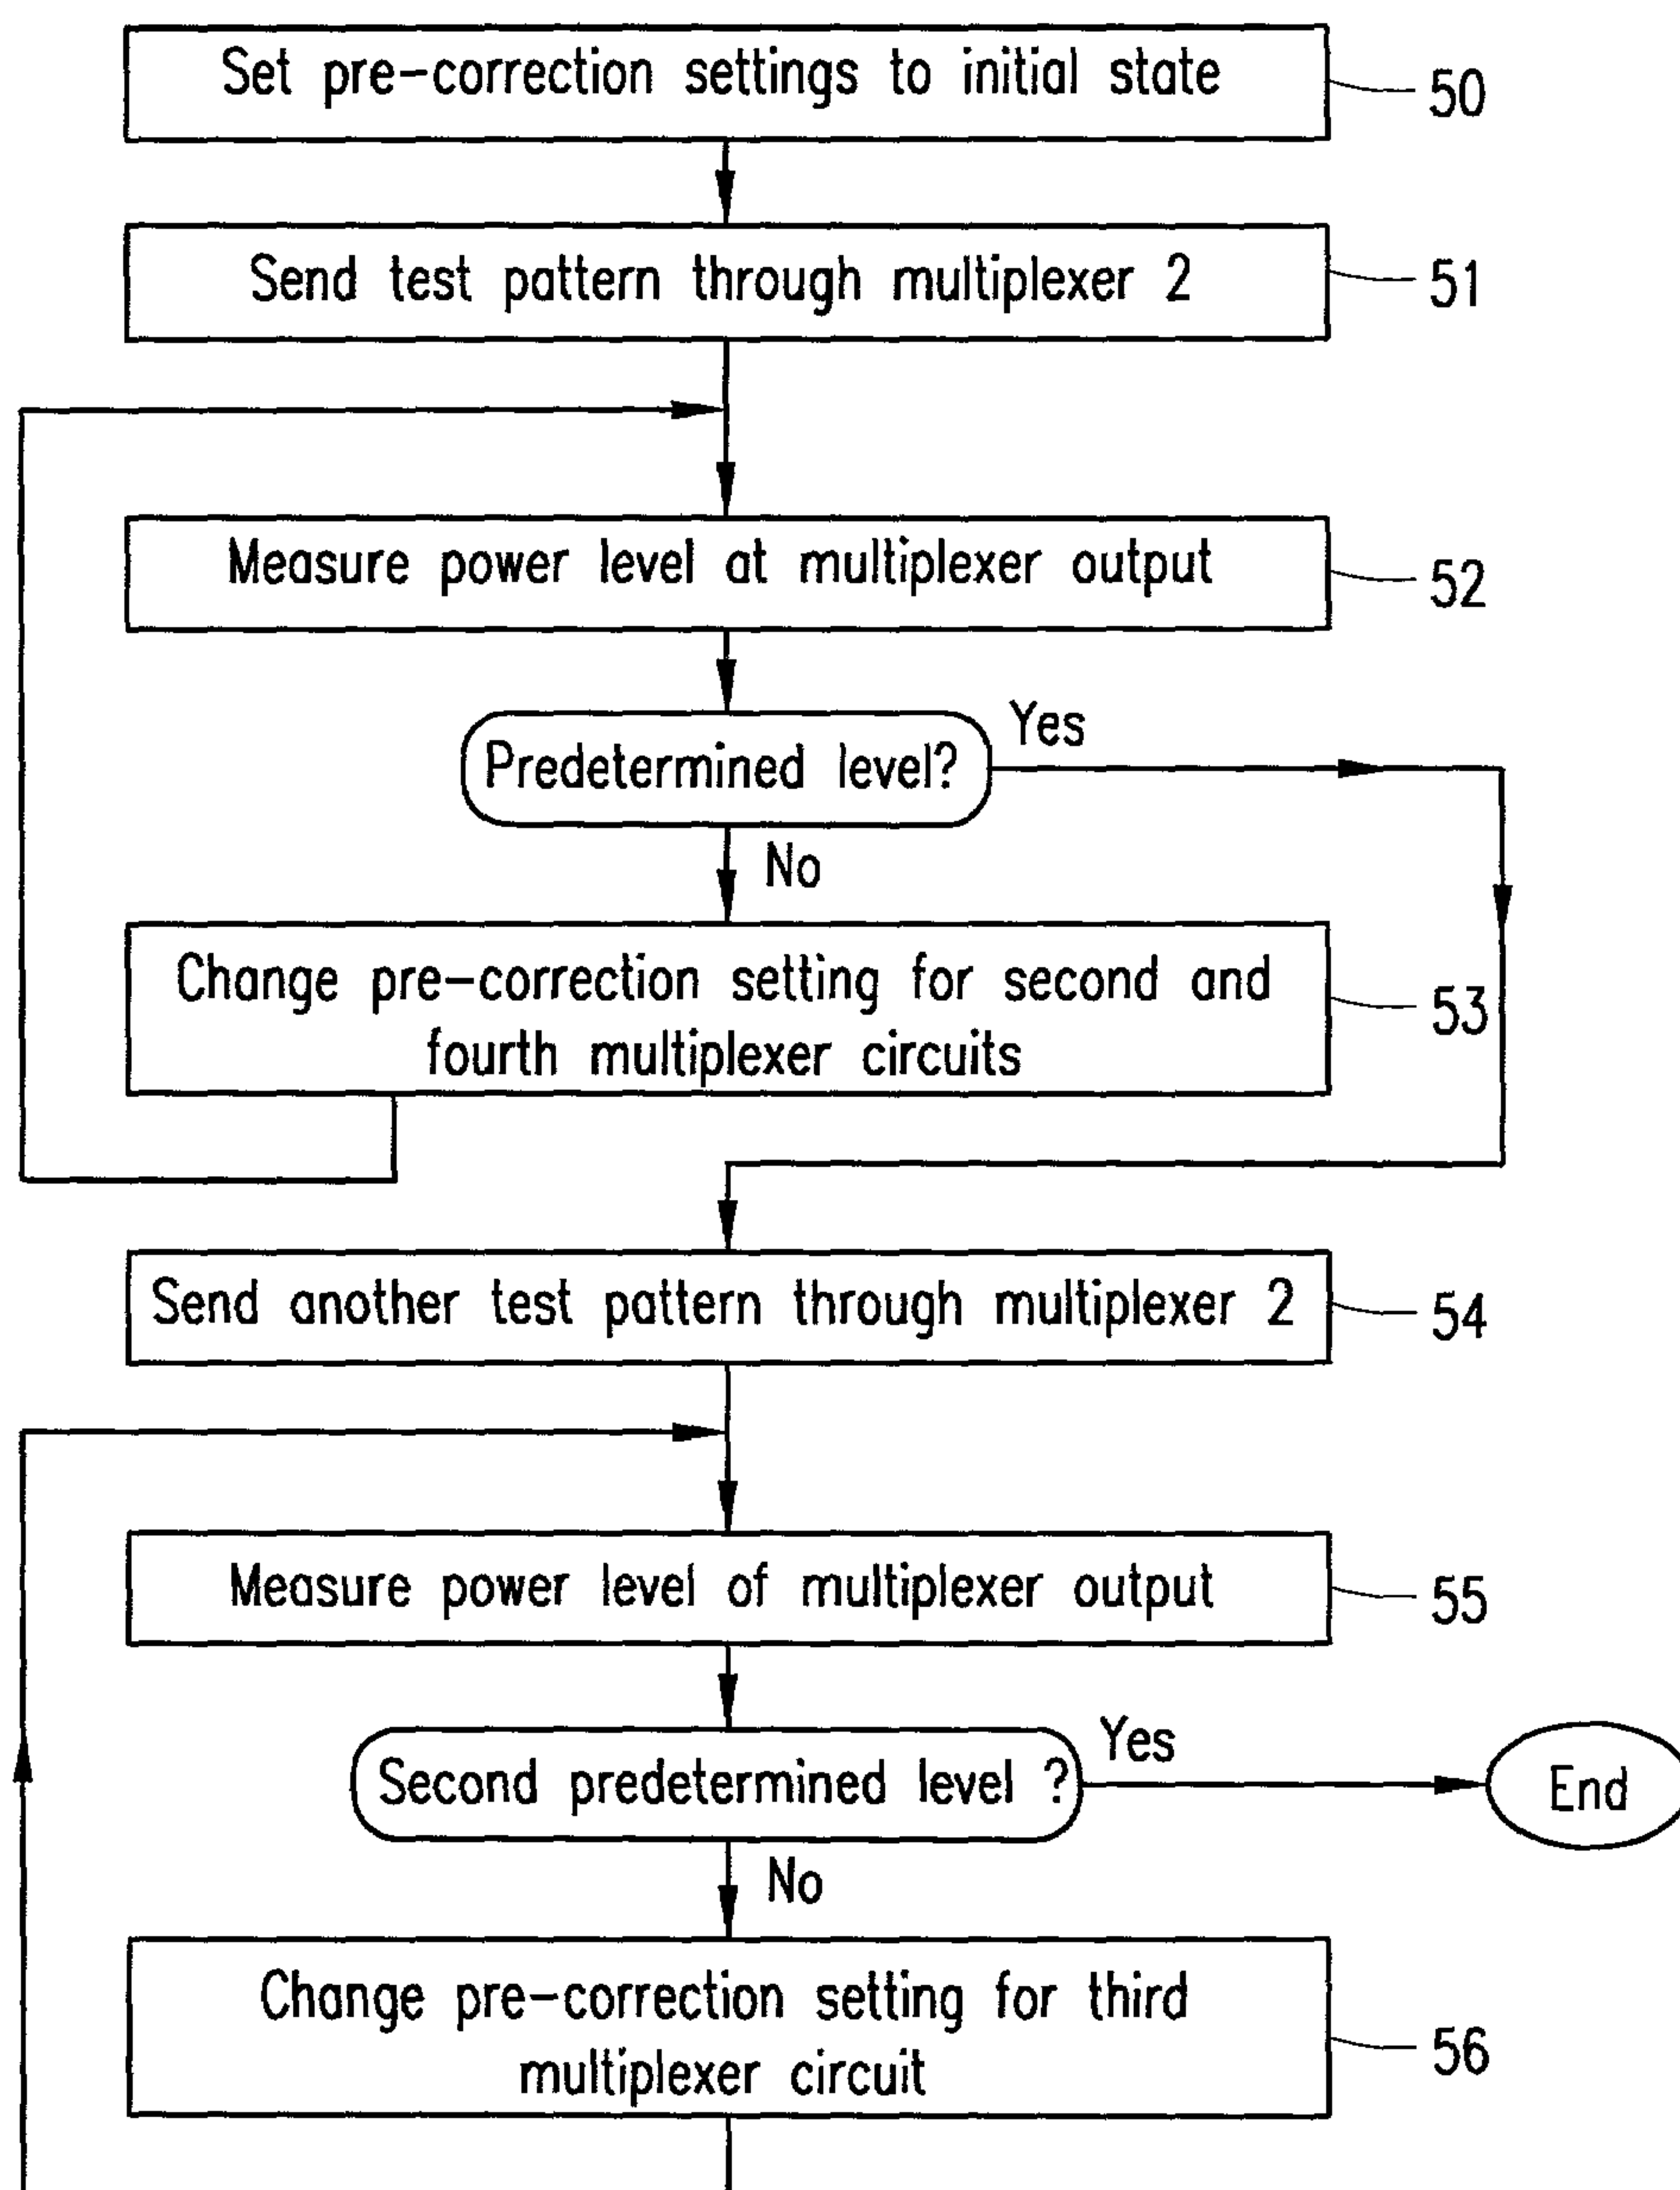 Set pre-correction settings to initial state
50
Send test pattern through multiplexer 2
51
Measure power level at multiplexer output
52
Predetermined level?
Yes
No
Change pre-correction setting for second and
fourth multiplexer circuits
53
Send another test pattern through multiplexer 2
54
Measure power level of multiplexer output
55
Second predetermined level ?
Yes
End
No
Change pre-correction setting for third
multiplexer circuit
56